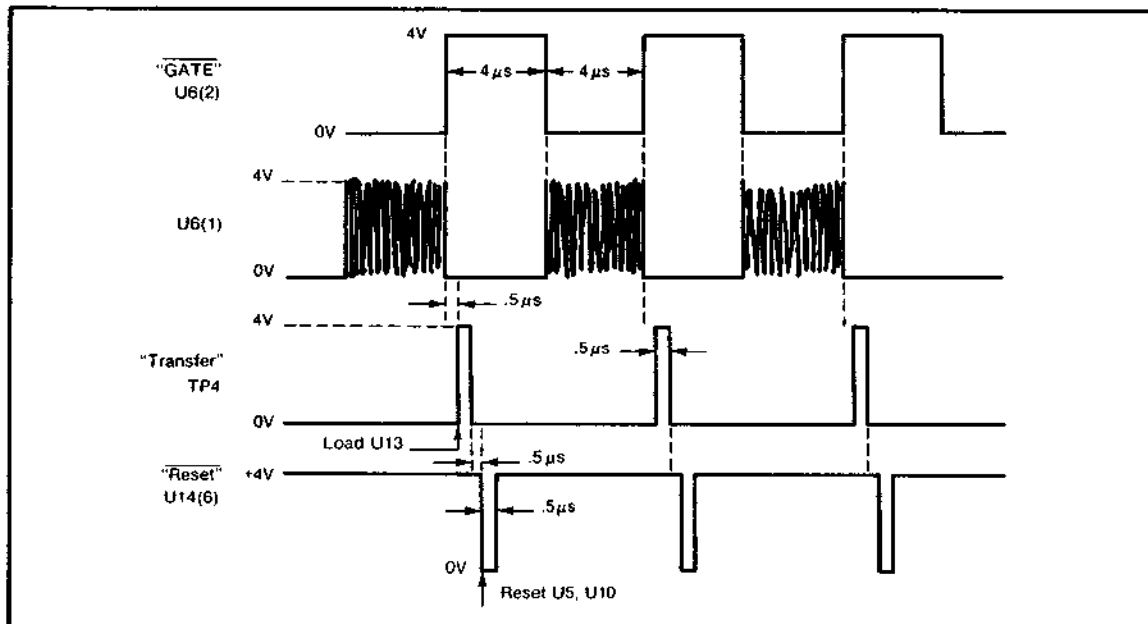 4V
"GATE"
U6(2)
4 μs
4 μs
0V
4V
U6(1)
0V
.5 μs
4V
"Transfer"
TP4
.5 μs
0V
Load U13
.5 μs
"Reset"
U14(6)
+4V
.5 μs
0V
Reset U5, U10